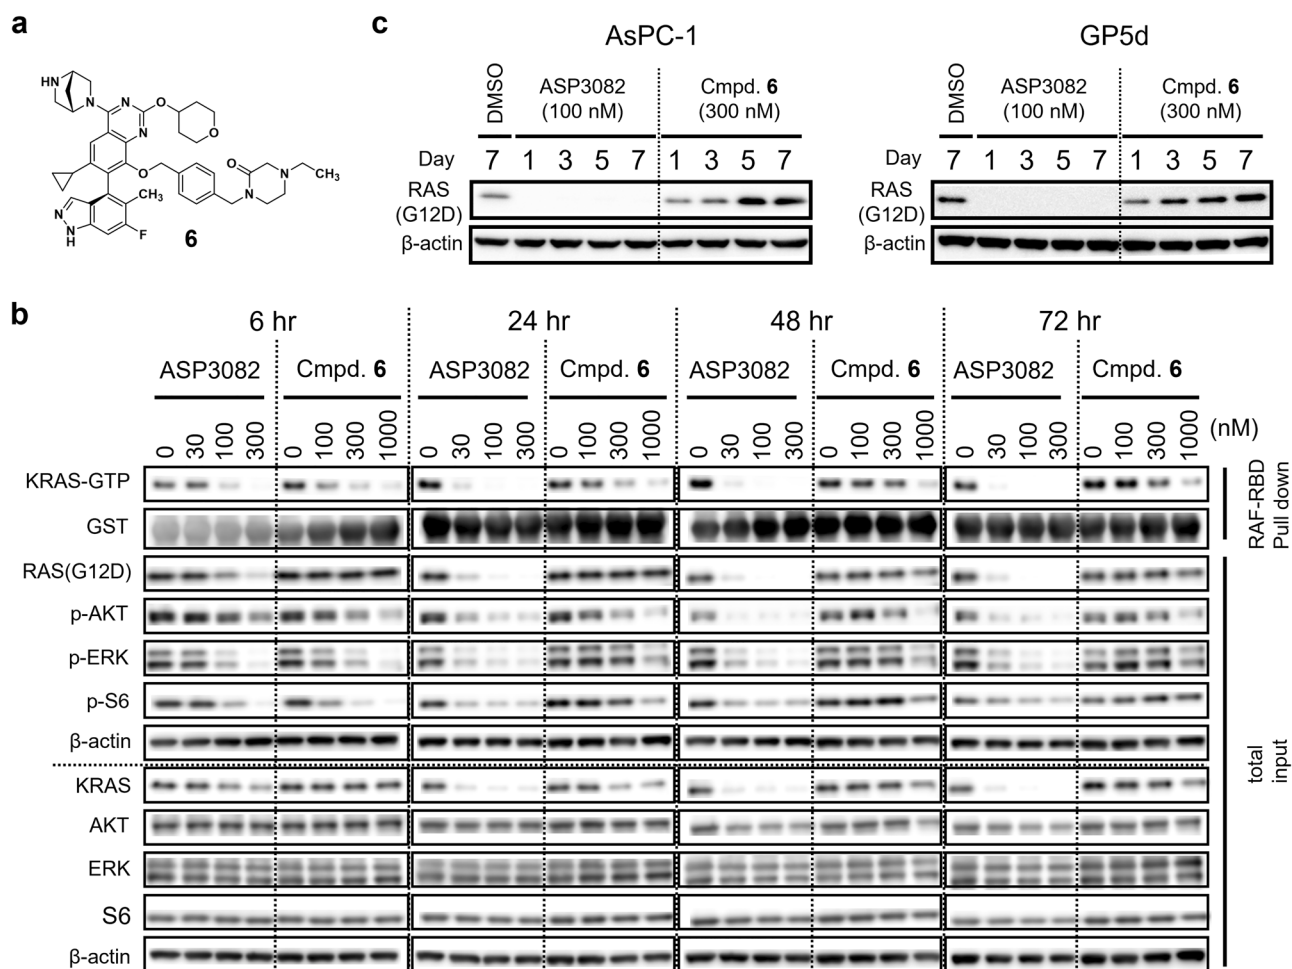 a
HN
N
N
N
O
O
O
O
N
N
CH₃
CH₃
N
NH
F
6
c
AsPC-1
GP5d
DMSO
ASP3082
(100 nM)
Cmpd. 6
(300 nM)
DMSO
ASP3082
(100 nM)
Cmpd. 6
(300 nM)
Day 7 1 3 5 7 1 3 5 7
Day 7 1 3 5 7 1 3 5 7
RAS
(G12D)
β-actin
RAS
(G12D)
β-actin
b
6 hr 24 hr 48 hr 72 hr
ASP3082 Cmpd. 6 ASP3082 Cmpd. 6 ASP3082 Cmpd. 6 ASP3082 Cmpd. 6
0 30 100 300 0 100 300 1000 0 30 100 300 0 100 300 1000 0 30 100 300 0 100 300 1000 0 30 100 300 0 100 300 1000 (nM)
KRAS-GTP
GST
RAF-RBD
Pull down
RAS(G12D)
p-AKT
p-ERK
p-S6
β-actin
KRAS
AKT
ERK
S6
β-actin
total
input